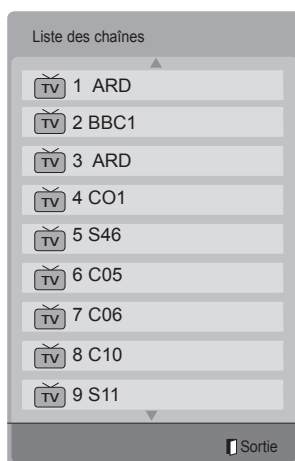 Liste des chaînes
TV 1 ARD
TV 2 BBC1
TV 3 ARD
TV 4 CO1
TV 5 S46
TV 6 C05
TV 7 C06
TV 8 C10
TV 9 S11
Sortie